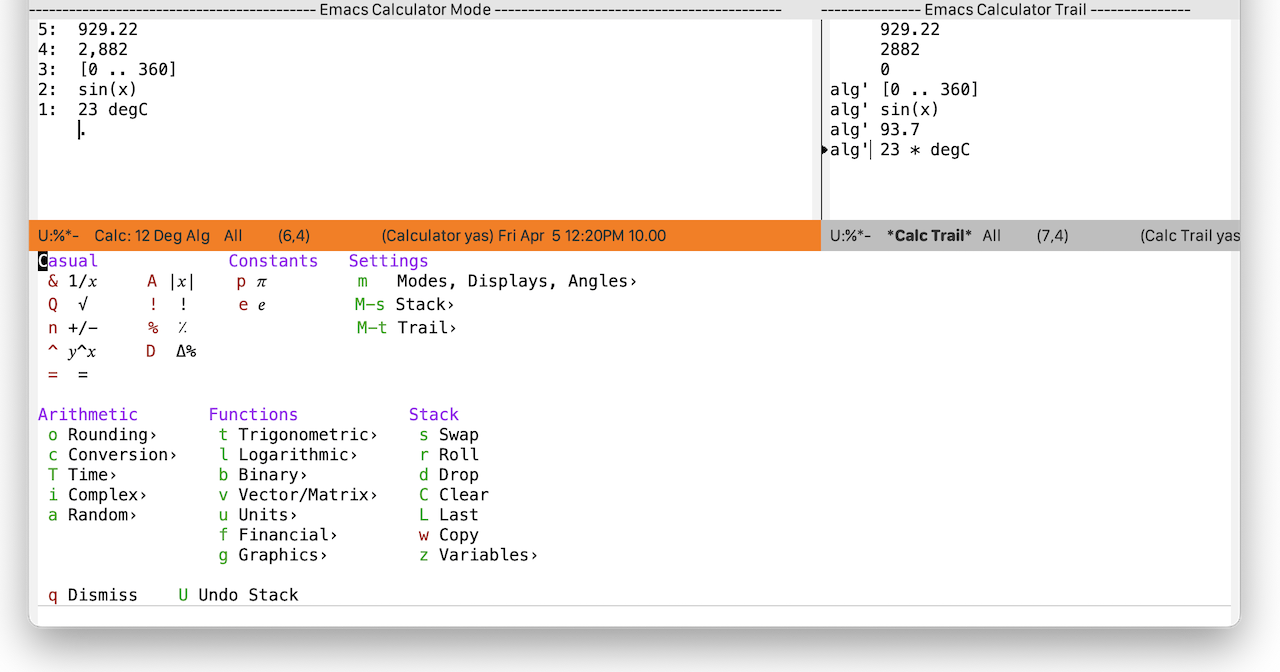 --------------------------------------- Emacs Calculator Mode ---------------------------------------
5:  929.22
4:  2,882
3:  [0 .. 360]
2:  sin(x)
1:  23 degC
    .
-------------- Emacs Calculator Trail --------------
929.22
2882
0
alg' [0 .. 360]
alg' sin(x)
alg' 93.7
alg' 23 * degC
U:%*-  Calc: 12 Deg Alg  All  (6,4)  (Calculator yas) Fri Apr  5 12:20PM 10.00
U:%*-  *Calc Trail*  All  (7,4)  (Calc Trail yas
Casual  Constants  Settings
& 1/x  A |x|  p π  m  Modes, Displays, Angles›
Q √  ! !  e e  M-s Stack›
n +/-  % ٪  M-t Trail›
^ y^x  D Δ%
= =
Arithmetic  Functions  Stack
o Rounding›  t Trigonometric›  s Swap
c Conversion›  l Logarithmic›  r Roll
T Time›  b Binary›  d Drop
i Complex›  v Vector/Matrix›  C Clear
a Random›  u Units›  L Last
f Financial›  w Copy
g Graphics›  z Variables›
q Dismiss  U Undo Stack